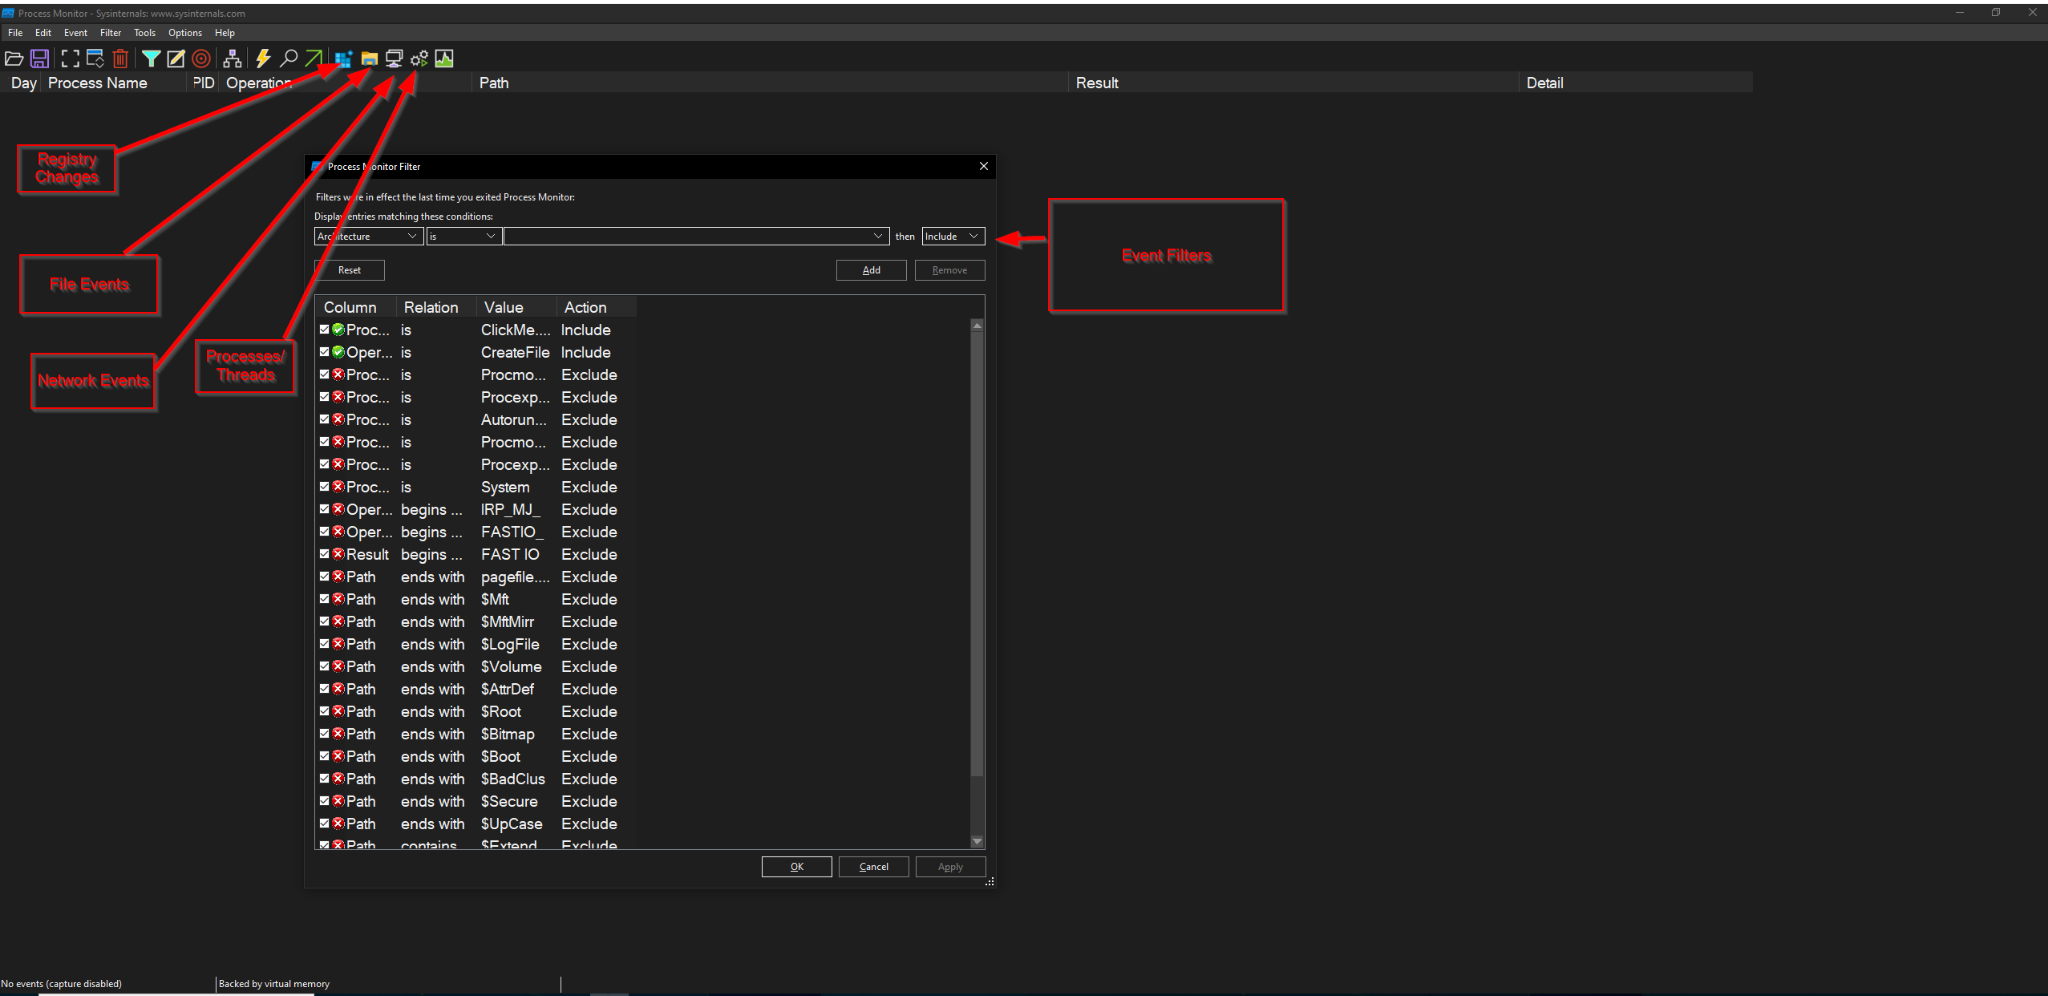 Process Monitor - Sysinternals: www.sysinternals.com
File Edit Event Filter Tools Options Help
Day Process Name PID Operation Path Result Detail
Registry
Changes
File Events
Network Events
Processes/
Threads
Event Filters
Process Monitor Filter
Filters were in effect the last time you exited Process Monitor:
Display entries matching these conditions:
Architecture is then Include
Reset Add Remove
Column Relation Value Action
Proc... is ClickMe.... Include
Oper... is CreateFile Include
Proc... is Procmo... Exclude
Proc... is Procexp... Exclude
Proc... is Autorun... Exclude
Proc... is Procmo... Exclude
Proc... is Procexp... Exclude
Proc... is System Exclude
Oper... begins ... IRP_MJ_ Exclude
Oper... begins ... FASTIO_ Exclude
Result begins ... FAST IO Exclude
Path ends with pagefile.... Exclude
Path ends with $Mft Exclude
Path ends with $MftMirr Exclude
Path ends with $LogFile Exclude
Path ends with $Volume Exclude
Path ends with $AttrDef Exclude
Path ends with $Root Exclude
Path ends with $Bitmap Exclude
Path ends with $Boot Exclude
Path ends with $BadClus Exclude
Path ends with $Secure Exclude
Path ends with $UpCase Exclude
Path contains $Extend Exclude
OK Cancel Apply
No events (capture disabled) Backed by virtual memory